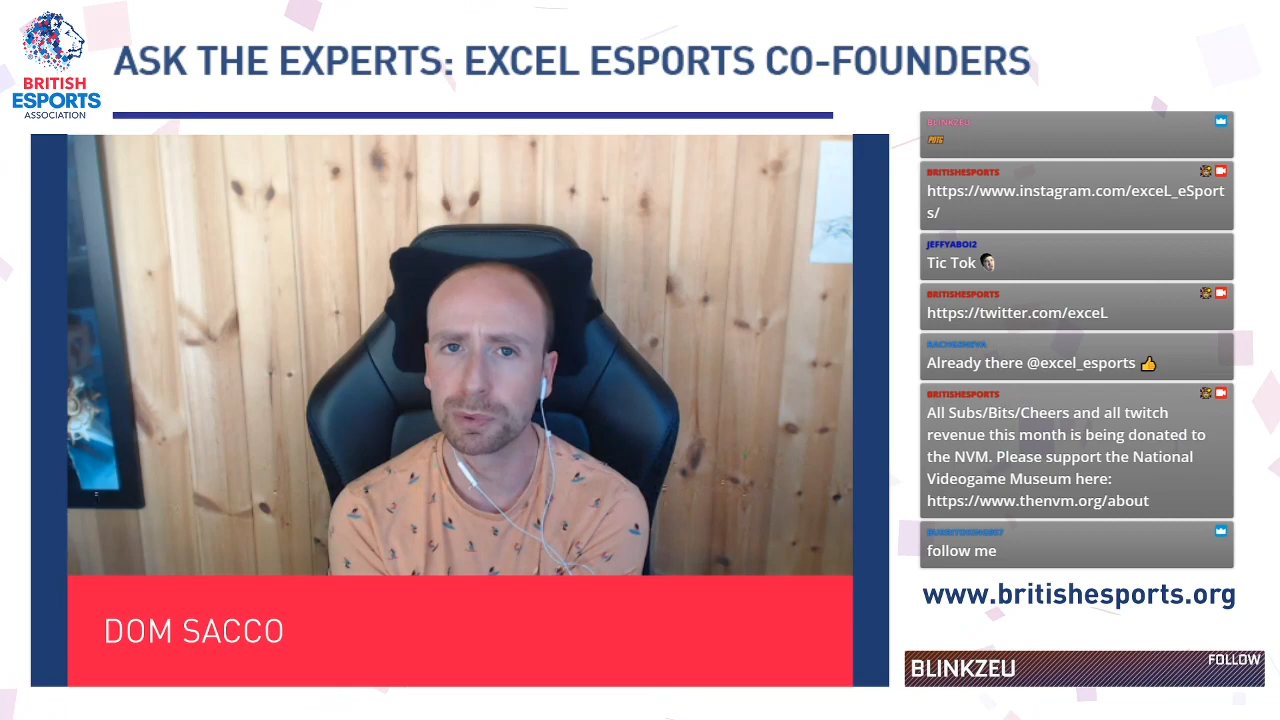 ASK THE EXPERTS: EXCEL ESPORTS CO-FOUNDERS
BRITISH
ESPORTS
ASSOCIATION
BLINKZEU
POTG
BRITISHESPORTS
https://www.instagram.com/exceL_eSport
s/
JEFFYABOI2
Tic Tok
BRITISHESPORTS
https://twitter.com/exceL
Already there @excel_esports
BRITISHESPORTS
All Subs/Bits/Cheers and all twitch
revenue this month is being donated to
the NVM. Please support the National
Videogame Museum here:
https://www.thenvm.org/about
follow me
www.britishesports.org
DOM SACCO
FOLLOW
BLINKZEU